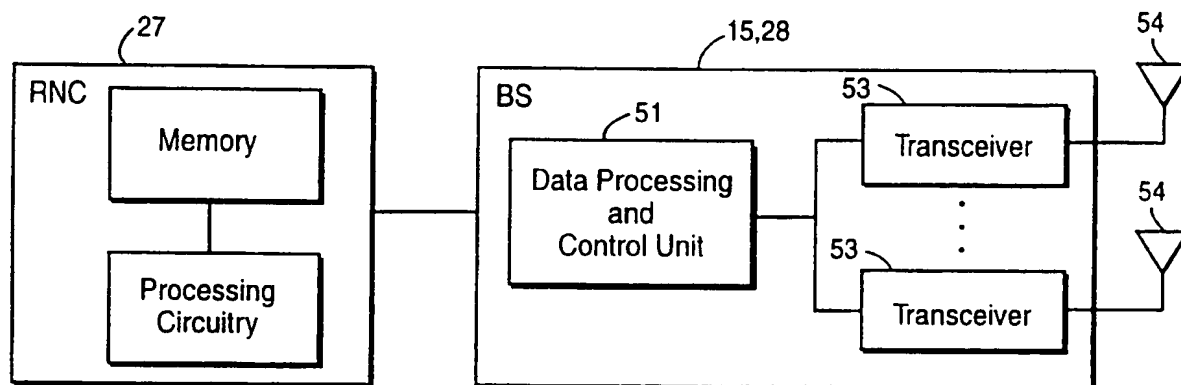 27
RNC
Memory
Processing
Circuitry
15,28
BS
51
Data Processing
and
Control Unit
53
Transceiver
54
53
Transceiver
54